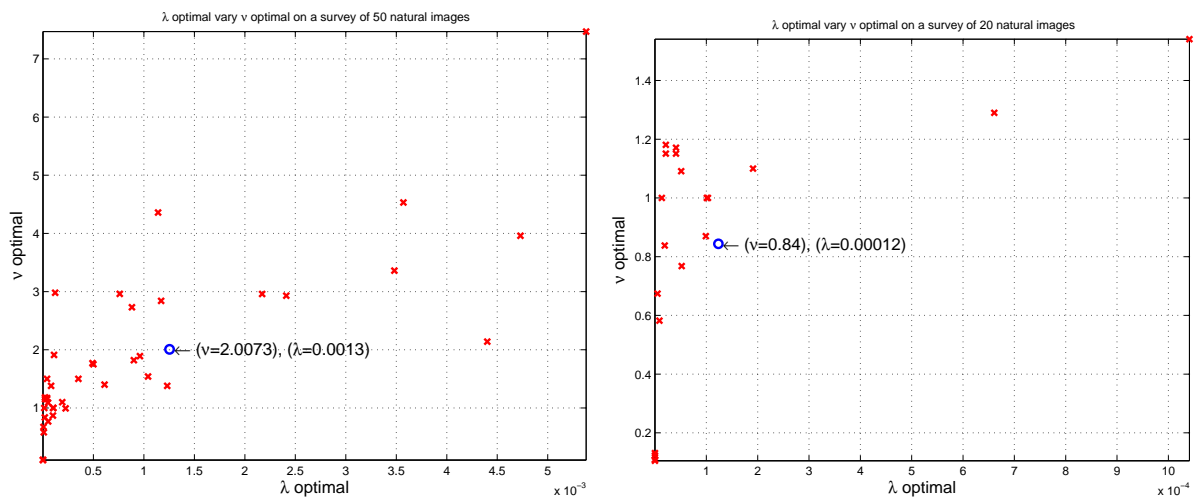 λ optimal vary ν optimal on a survey of 50 natural images
7
6
5
4
3
2
1
ν optimal
(ν=2.0073), (λ=0.0013)
0.5 1 1.5 2 2.5 3 3.5 4 4.5 5
λ optimal
x 10⁻³
λ optimal vary ν optimal on a survey of 20 natural images
1.4
1.2
1
0.8
0.6
0.4
0.2
ν optimal
(ν=0.84), (λ=0.00012)
1 2 3 4 5 6 7 8 9 10
λ optimal
x 10⁻⁴